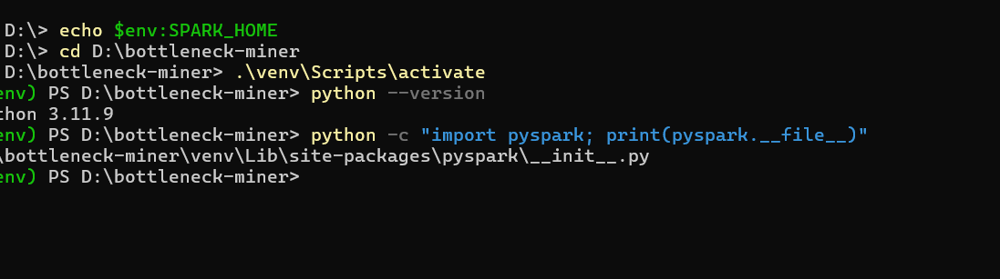 D:\> echo $env:SPARK_HOME
D:\> cd D:\bottleneck-miner
D:\bottleneck-miner> .\venv\Scripts\activate
env) PS D:\bottleneck-miner> python --version
thon 3.11.9
env) PS D:\bottleneck-miner> python -c "import pyspark; print(pyspark.__file__)"
\bottleneck-miner\venv\Lib\site-packages\pyspark\__init__.py
env) PS D:\bottleneck-miner>